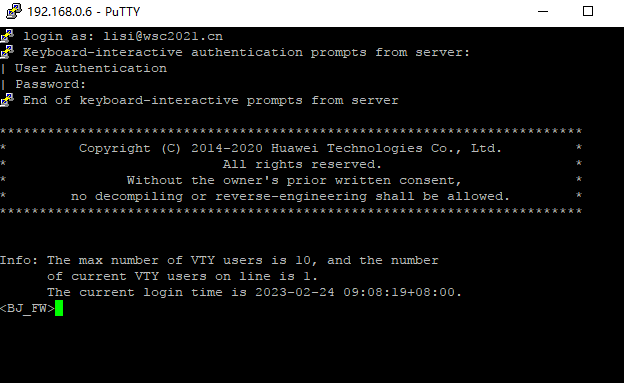 192.168.0.6 - PuTTY
login as: lisi@wsc2021.cn
Keyboard-interactive authentication prompts from server:
| User Authentication
| Password:
End of keyboard-interactive prompts from server
*************************************************************************
* Copyright (C) 2014-2020 Huawei Technologies Co., Ltd. *
* All rights reserved. *
* Without the owner's prior written consent, *
* no decompiling or reverse-engineering shall be allowed. *
*************************************************************************
Info: The max number of VTY users is 10, and the number
of current VTY users on line is 1.
The current login time is 2023-02-24 09:08:19+08:00.
<BJ_FW>